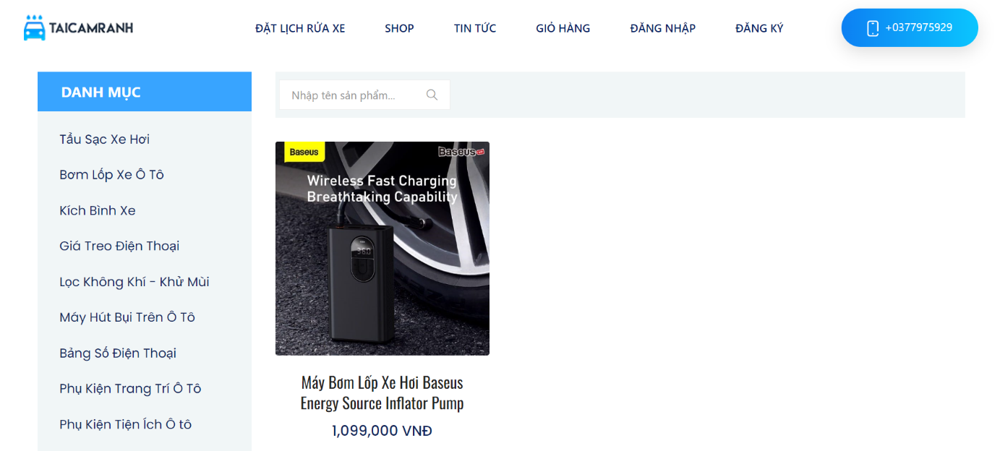 TAICAMRANH
ĐẶT LỊCH RỬA XE
SHOP
TIN TỨC
GIỎ HÀNG
ĐĂNG NHẬP
ĐĂNG KÝ
+0377975929
DANH MỤC
Tẩu Sạc Xe Hơi
Bơm Lốp Xe Ô Tô
Kích Bình Xe
Giá Treo Điện Thoại
Lọc Không Khí - Khử Mùi
Máy Hút Bụi Trên Ô Tô
Bảng Số Điện Thoại
Phụ Kiện Trang Trí Ô Tô
Phụ Kiện Tiện Ích Ô tô
Nhập tên sản phẩm...
Baseus
Baseus
Wireless Fast Charging
Breathtaking Capability
36.0
Máy Bơm Lốp Xe Hơi Baseus
Energy Source Inflator Pump
1,099,000 VNĐ